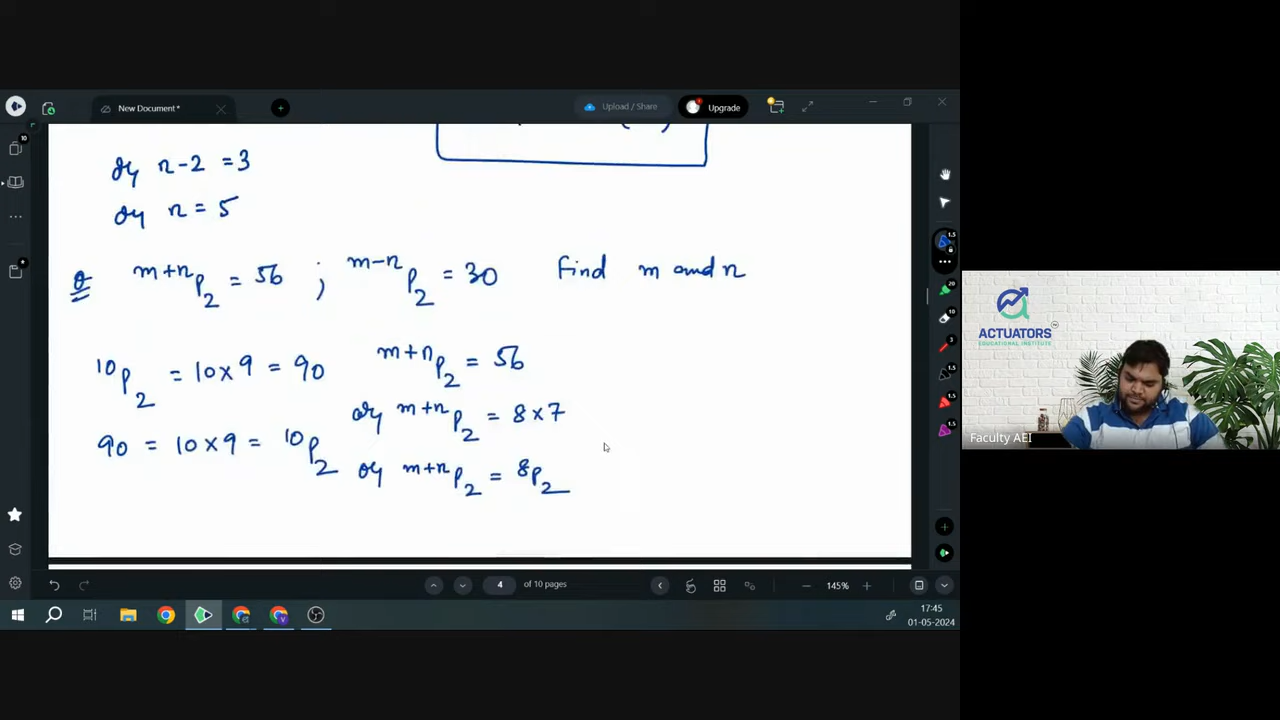 New Document*
Upload / Share
Upgrade
or n-2 = 3
or n = 5
Q m+nP2 = 56 ; m-nP2 = 30 Find m and n
10P2 = 10 × 9 = 90
90 = 10 × 9 = 10P2
m+nP2 = 56
or m+nP2 = 8 × 7
or m+nP2 = 8P2
ACTUATORS
EDUCATIONAL INSTITUTE
Faculty AEI
4 of 10 pages
145%
17:45
01-05-2024